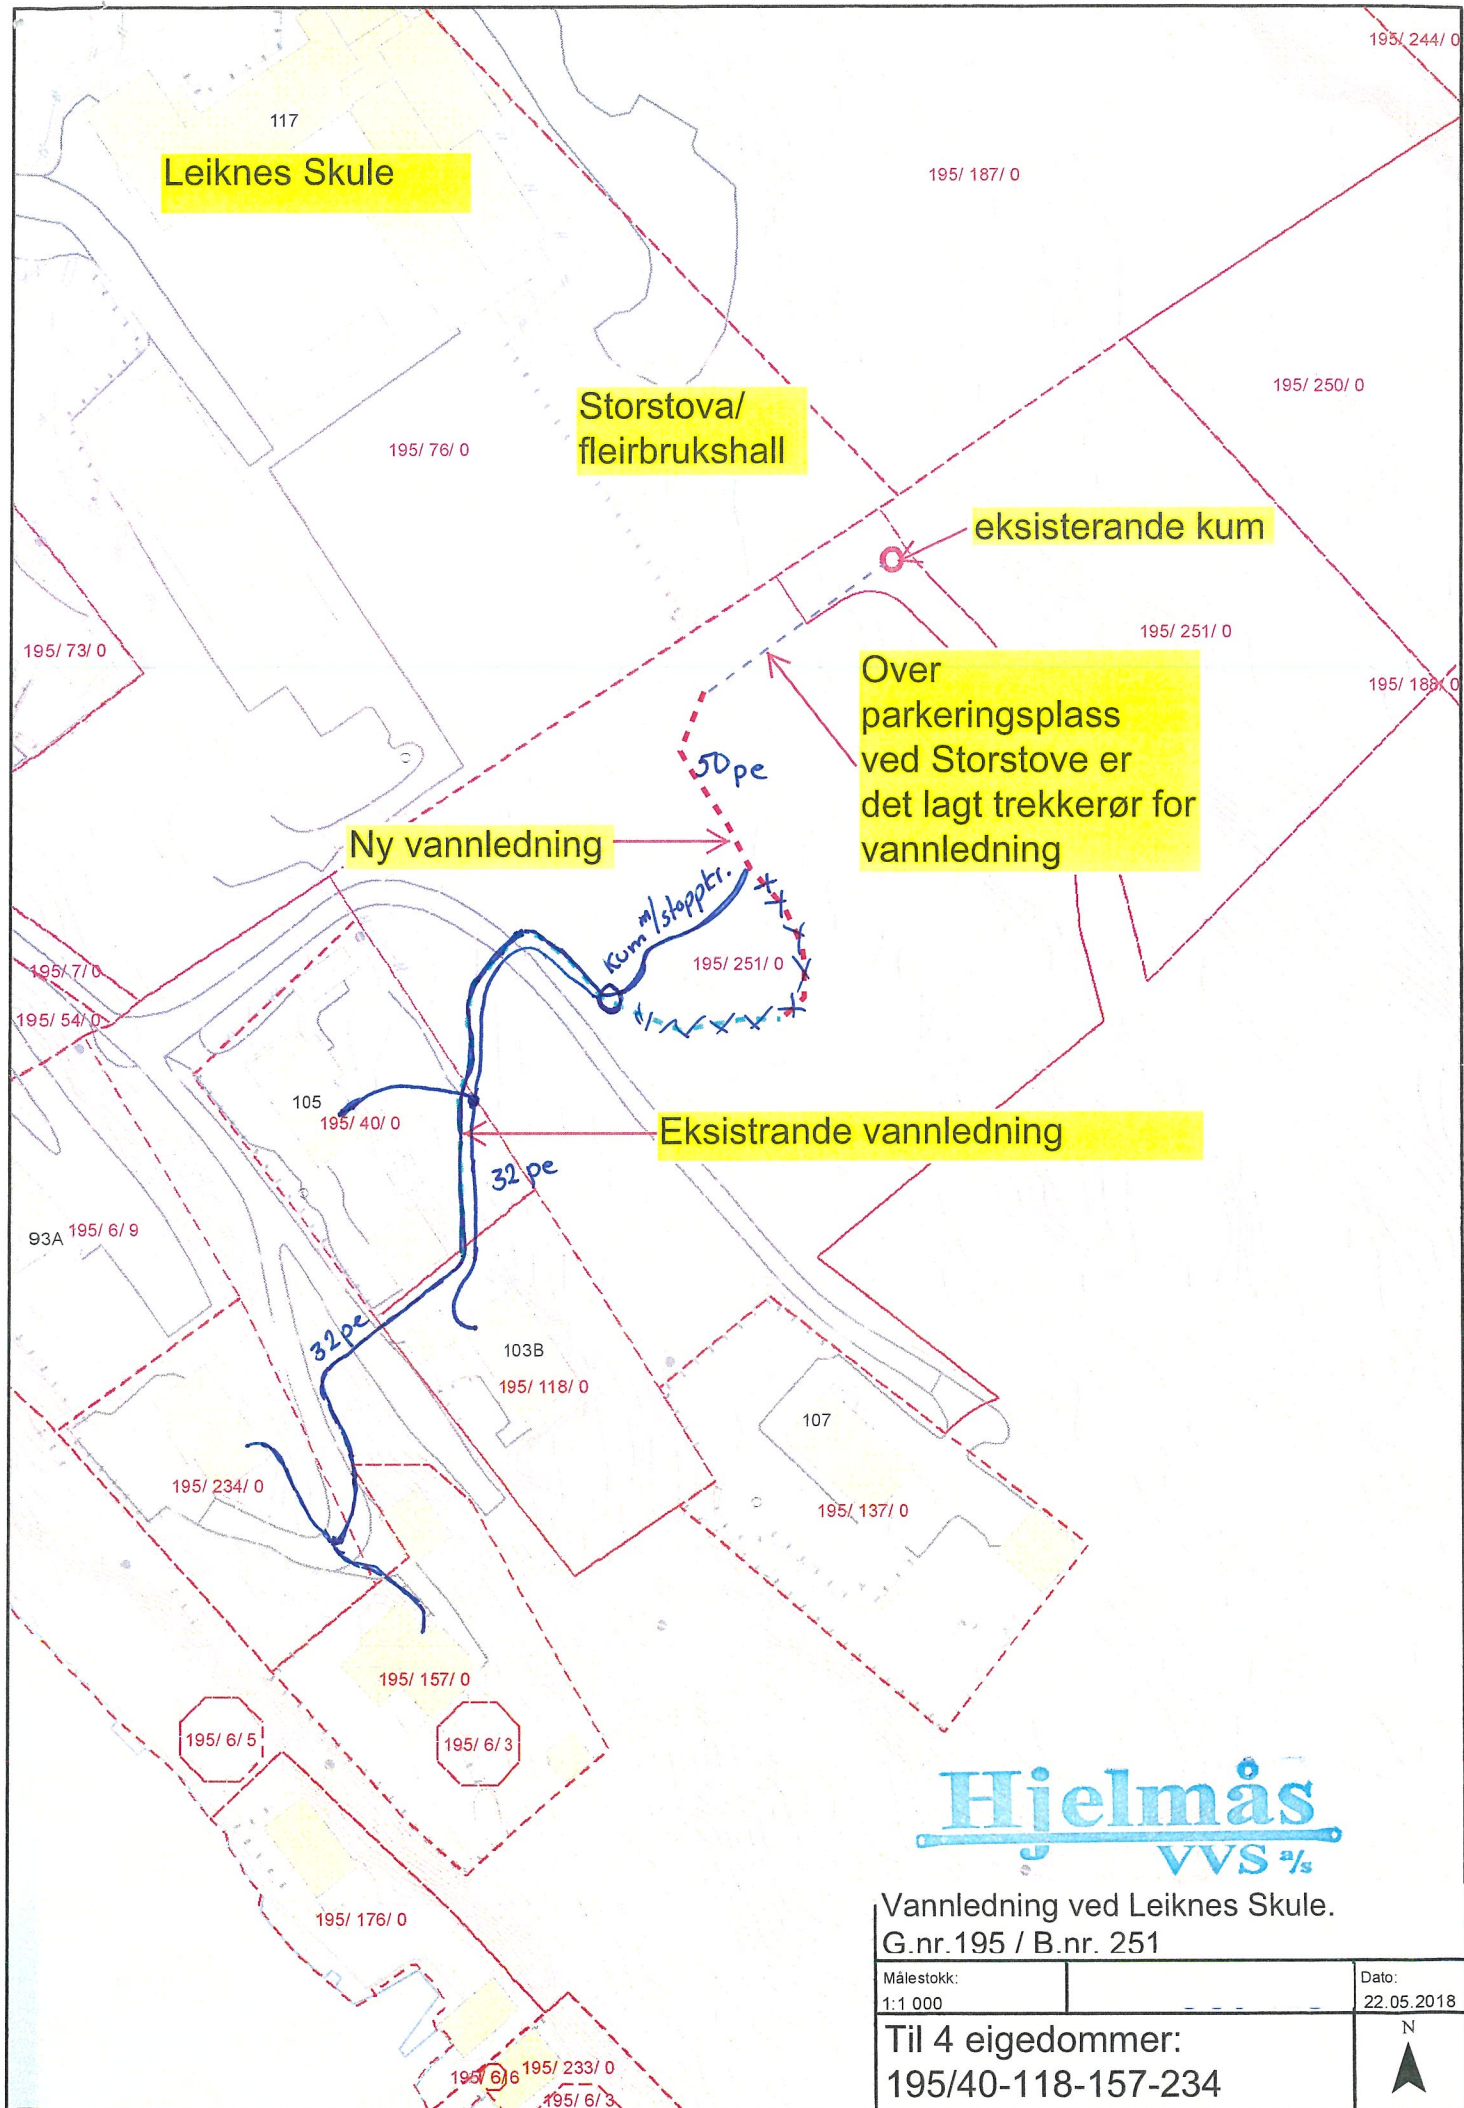 195/ 244/ 0
117
Leiknes Skule
195/ 187/ 0
195/ 250/ 0
Storstova/
fleirbrukshall
195/ 76/ 0
eksisterande kum
195/ 73/ 0
195/ 251/ 0
195/ 188/ 0
Over
parkeringsplass
ved Storstove er
det lagt trekkerør for
vannledning
50 pe
Ny vannledning
Kum m/stoppkr.
195/ 251/ 0
195/ 7/ 0
195/ 54/ 0
105
195/ 40/ 0
Eksistrande vannledning
32 pe
93A 195/ 6/ 9
32 pe
103B
195/ 118/ 0
107
195/ 234/ 0
195/ 137/ 0
195/ 157/ 0
195/ 6/ 5
195/ 6/ 3
Hjelmås
VVS a/s
195/ 176/ 0
Vannledning ved Leiknes Skule.
G.nr.195 / B.nr. 251
Målestokk:
1:1 000
Dato:
22.05.2018
Til 4 eigedommer:
195/40-118-157-234
N
195/ 6/ 6
195/ 233/ 0
195/ 6/ 3